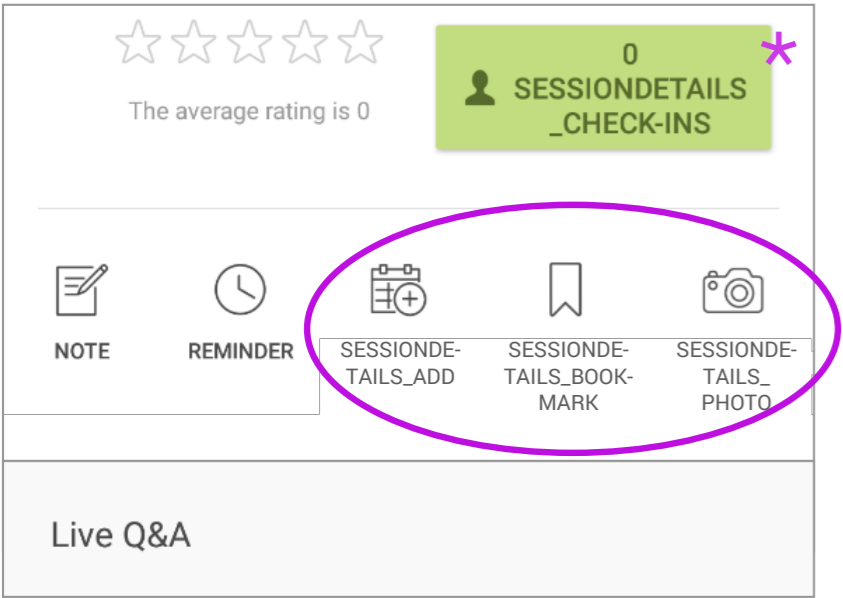 0
SESSIONDETAILS
_CHECK-INS
The average rating is 0
NOTE
REMINDER
SESSIONDE-
TAILS_ADD
SESSIONDE-
TAILS_BOOK-
MARK
SESSIONDE-
TAILS_
PHOTO
Live Q&A